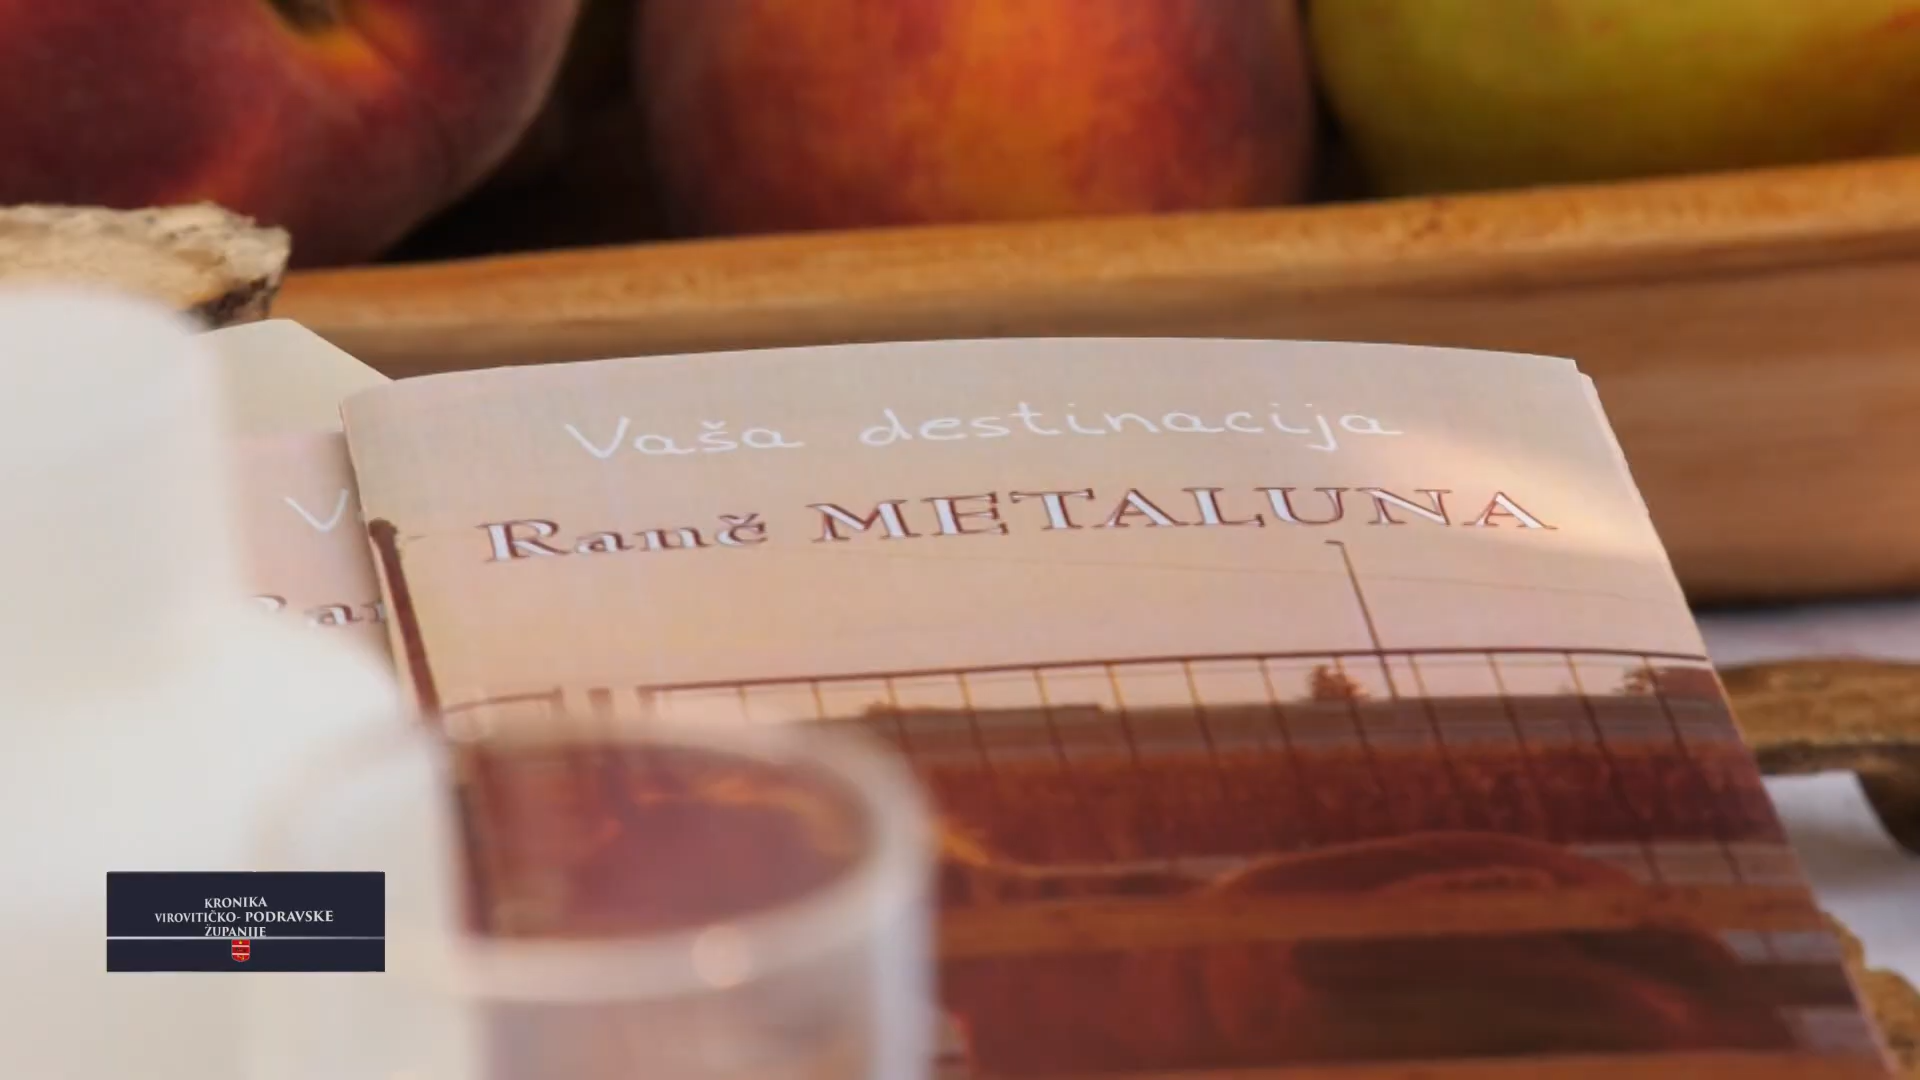 Vaša destinacija
Ranč METALUNA
KRONIKA
VIROVITIČKO- PODRAVSKE
ŽUPANIJE